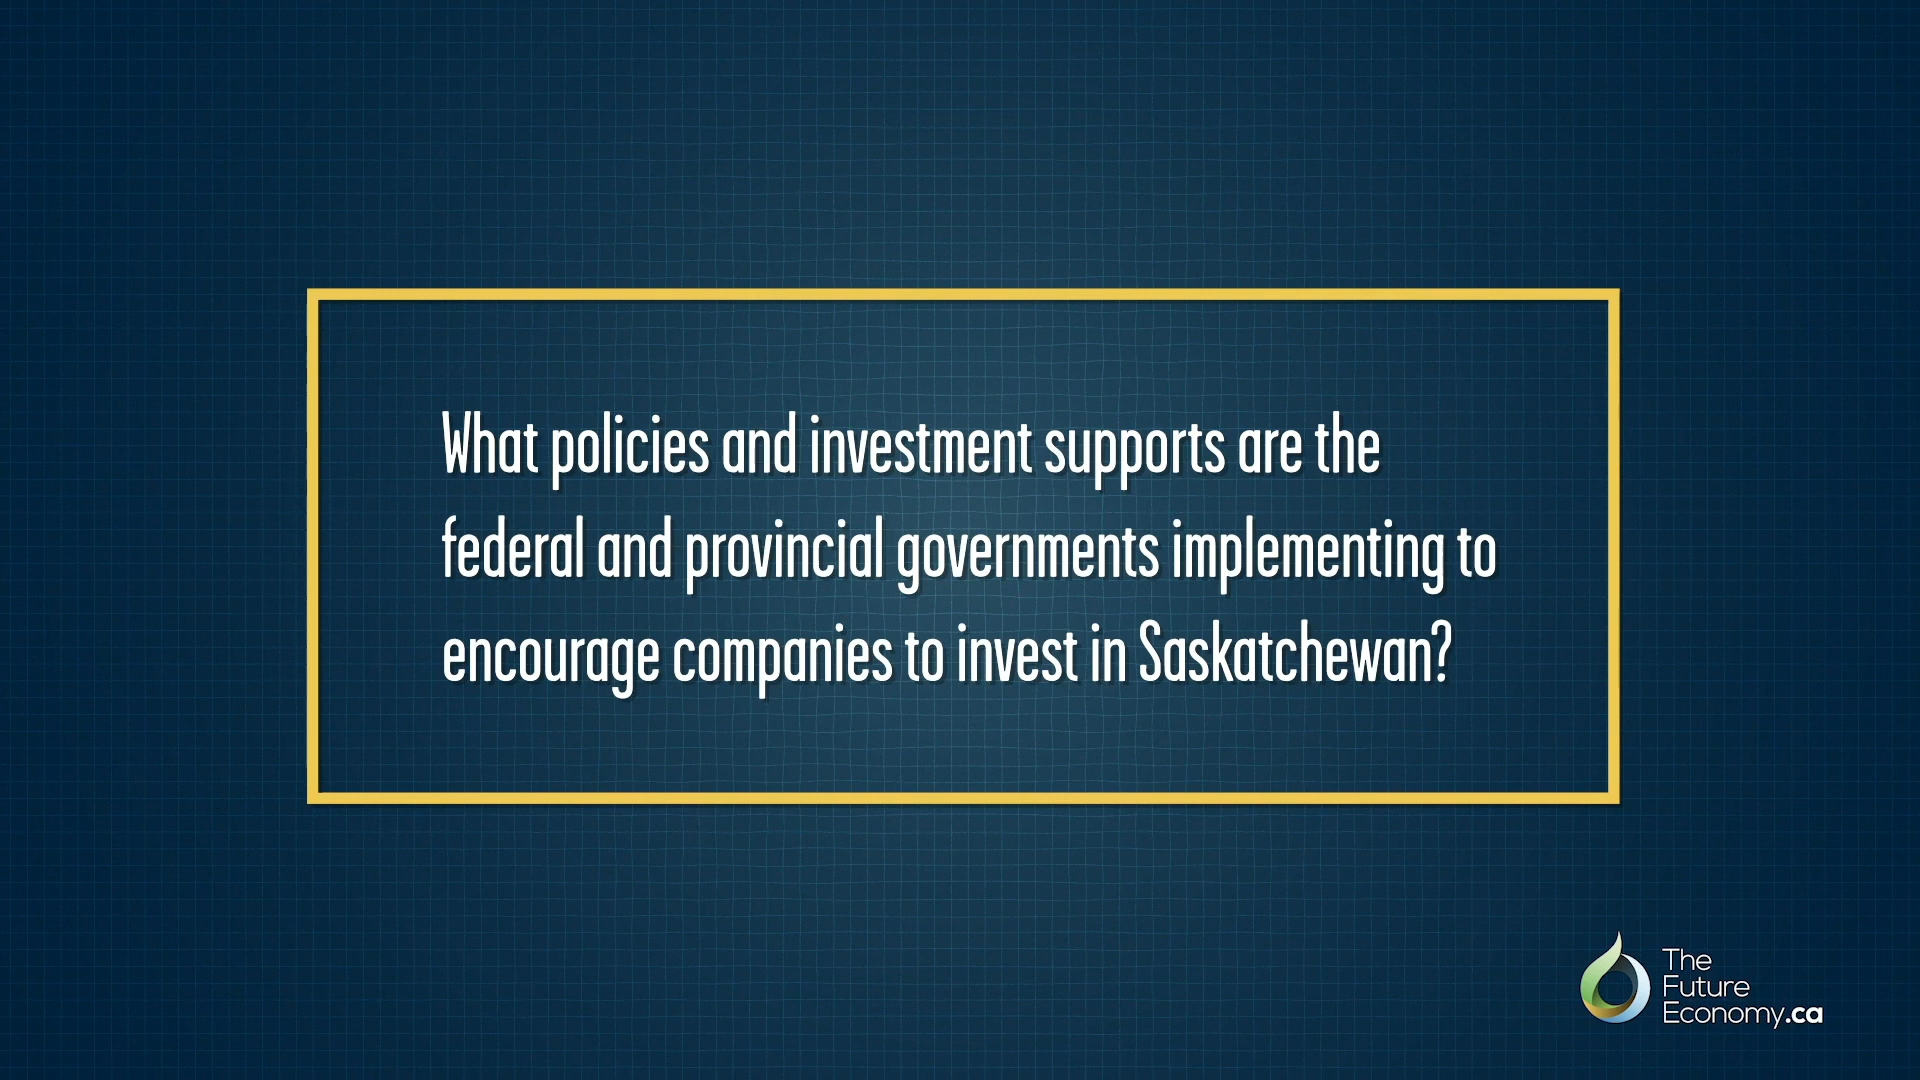 What policies and investment supports are the
federal and provincial governments implementing to
encourage companies to invest in Saskatchewan?
The
Future
Economy.ca